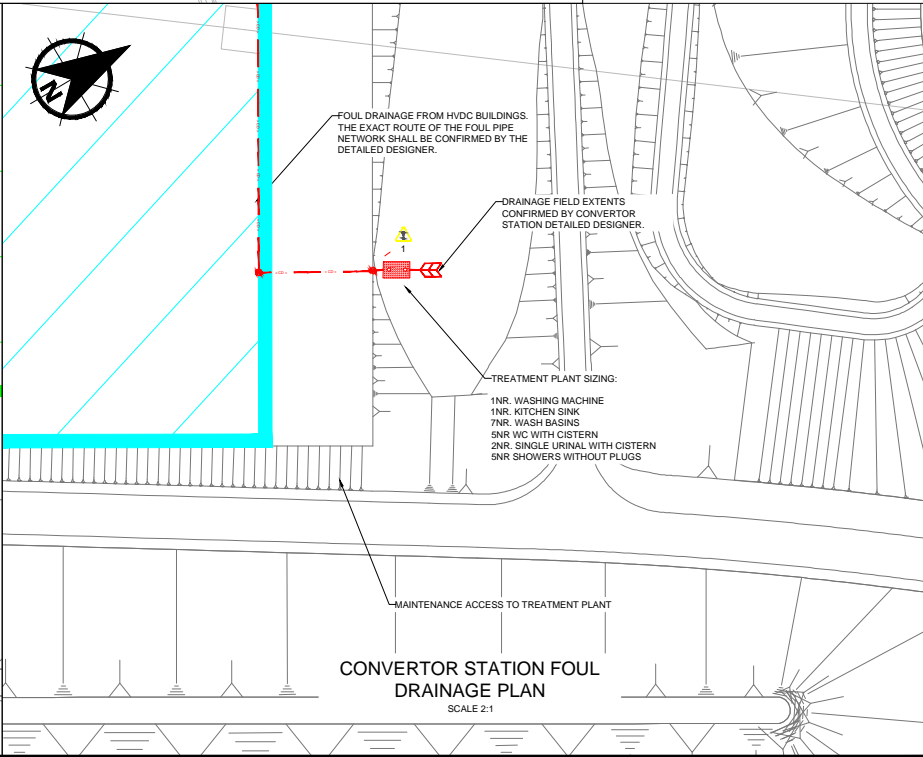 N
FOUL DRAINAGE FROM HVDC BUILDINGS.
THE EXACT ROUTE OF THE FOUL PIPE
NETWORK SHALL BE CONFIRMED BY THE
DETAILED DESIGNER.
DRAINAGE FIELD EXTENTS
CONFIRMED BY CONVERTOR
STATION DETAILED DESIGNER.
1
TREATMENT PLANT SIZING:
1NR. WASHING MACHINE
1NR. KITCHEN SINK
7NR. WASH BASINS
5NR WC WITH CISTERN
2NR. SINGLE URINAL WITH CISTERN
5NR SHOWERS WITHOUT PLUGS
MAINTENANCE ACCESS TO TREATMENT PLANT
CONVERTOR STATION FOUL
DRAINAGE PLAN
SCALE 2:1